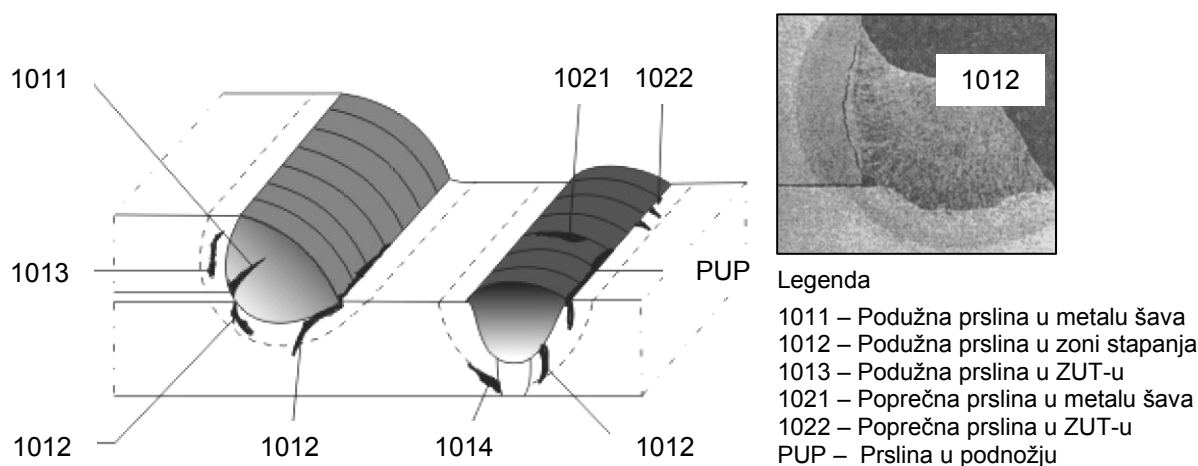 1011
1021
1022
1012
1013
PUP
Legenda
1011 – Podužna prslina u metalu šava
1012 – Podužna prslina u zoni stapanja
1013 – Podužna prslina u ZUT-u
1021 – Poprečna prslina u metalu šava
1022 – Poprečna prslina u ZUT-u
PUP – Prslina u podnožju
1012
1012
1014
1012